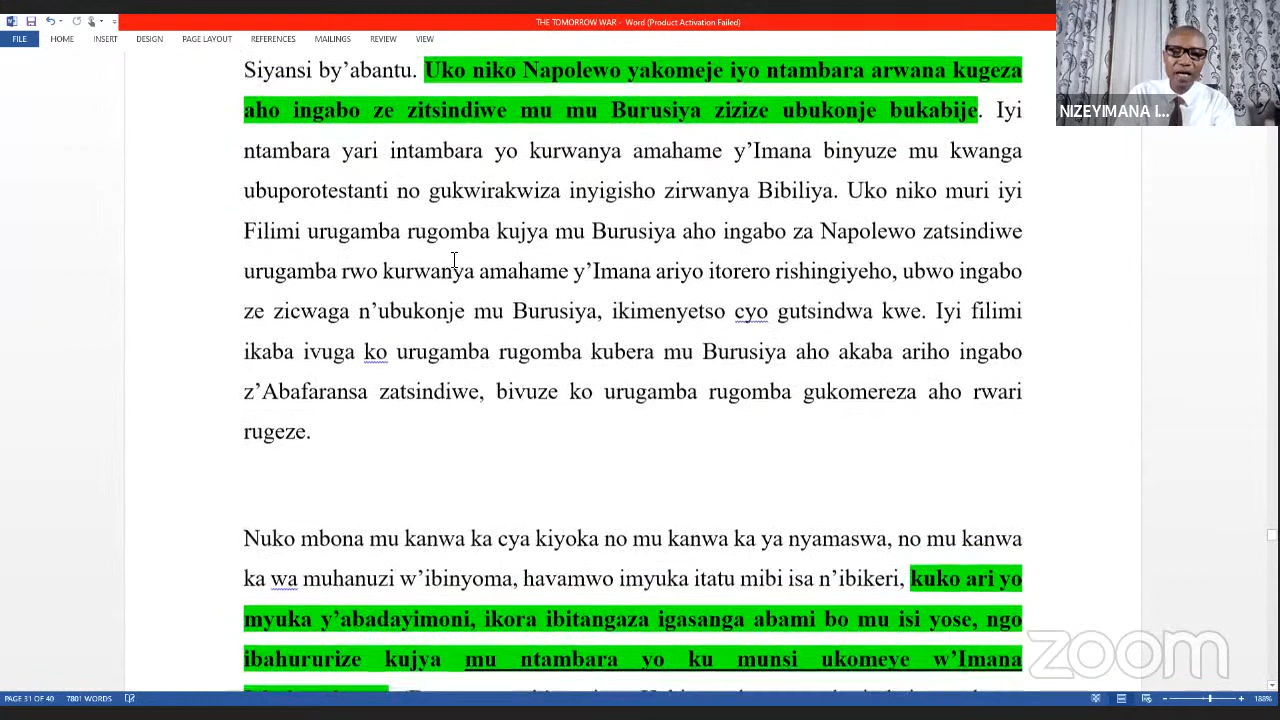 THE TOMORROW WAR - Word (Product Activation Failed)
FILE HOME INSERT DESIGN PAGE LAYOUT REFERENCES MAILINGS REVIEW VIEW
NIZEYIMANA I...
Siyansi by’abantu. Uko niko Napolewo yakomeje iyo ntambara arwana kugeza
aho ingabo ze zitsindiwe mu mu Burusiya zizize ubukonje bukabije. Iyi
ntambara yari intambara yo kurwanya amahame y’Imana binyuze mu kwanga
ubuporotestanti no gukwirakwiza inyigisho zirwanya Bibiliya. Uko niko muri iyi
Filimi urugamba rugomba kujya mu Burusiya aho ingabo za Napolewo zatsindiwe
urugamba rwo kurwanya amahame y’Imana ariyo itorero rishingiyeho, ubwo ingabo
ze zicwaga n’ubukonje mu Burusiya, ikimenyetso cyo gutsindwa kwe. Iyi filimi
ikaba ivuga ko urugamba rugomba kubera mu Burusiya aho akaba ariho ingabo
z’Abafaransa zatsindiwe, bivuze ko urugamba rugomba gukomereza aho rwari
rugeze.
Nuko mbona mu kanwa ka cya kiyoka no mu kanwa ka ya nyamaswa, no mu kanwa
ka wa muhanuzi w’ibinyoma, havamwo imyuka itatu mibi isa n’ibikeri, kuko ari yo
myuka y’abadayimoni, ikora ibitangaza igasanga abami bo mu isi yose, ngo
ibahururize kujya mu ntambara yo ku munsi ukomeye w’Imana
zoom
PAGE 31 OF 40 7801 WORDS 188%